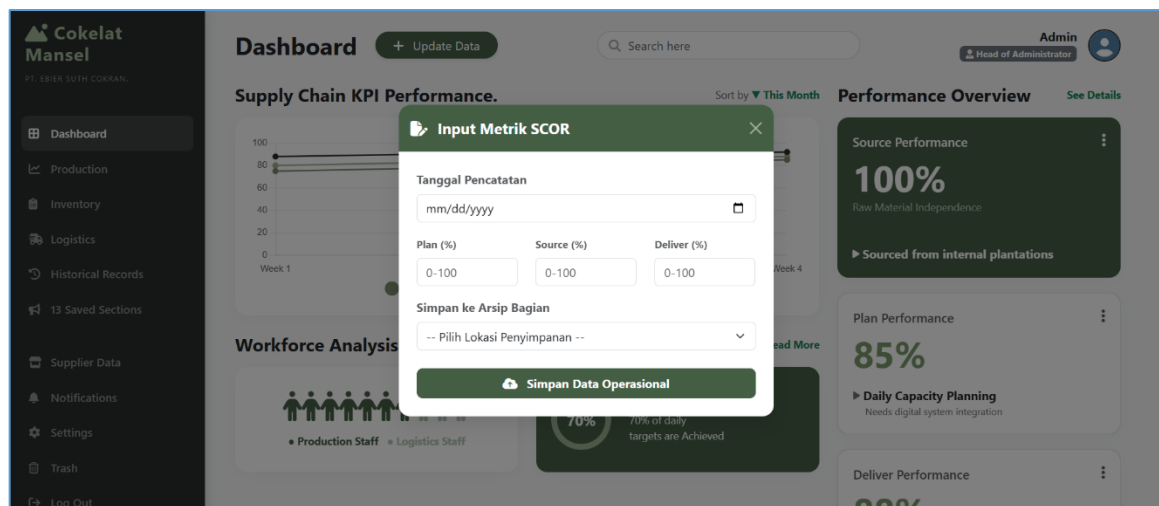 Cokelat
Mansel
PT. EBIER SUTH COKRAN.
Dashboard
Production
Inventory
Logistics
Historical Records
13 Saved Sections
Supplier Data
Notifications
Settings
Trash
Log Out
Dashboard
+ Update Data
Search here
Admin
Head of Administrator
Supply Chain KPI Performance.
Sort by ▼ This Month
100
80
60
40
20
0
Week 1
Week 4
Input Metrik SCOR
Tanggal Pencatatan
mm/dd/yyyy
Plan (%)
Source (%)
Deliver (%)
0-100
0-100
0-100
Simpan ke Arsip Bagian
-- Pilih Lokasi Penyimpanan --
Simpan Data Operasional
Workforce Analysis
Read More
• Production Staff • Logistics Staff
70%
70% of daily
targets are Achieved
Performance Overview
See Details
Source Performance
100%
Raw Material Independence
▶ Sourced from internal plantations
Plan Performance
85%
▶ Daily Capacity Planning
Needs digital system integration
Deliver Performance